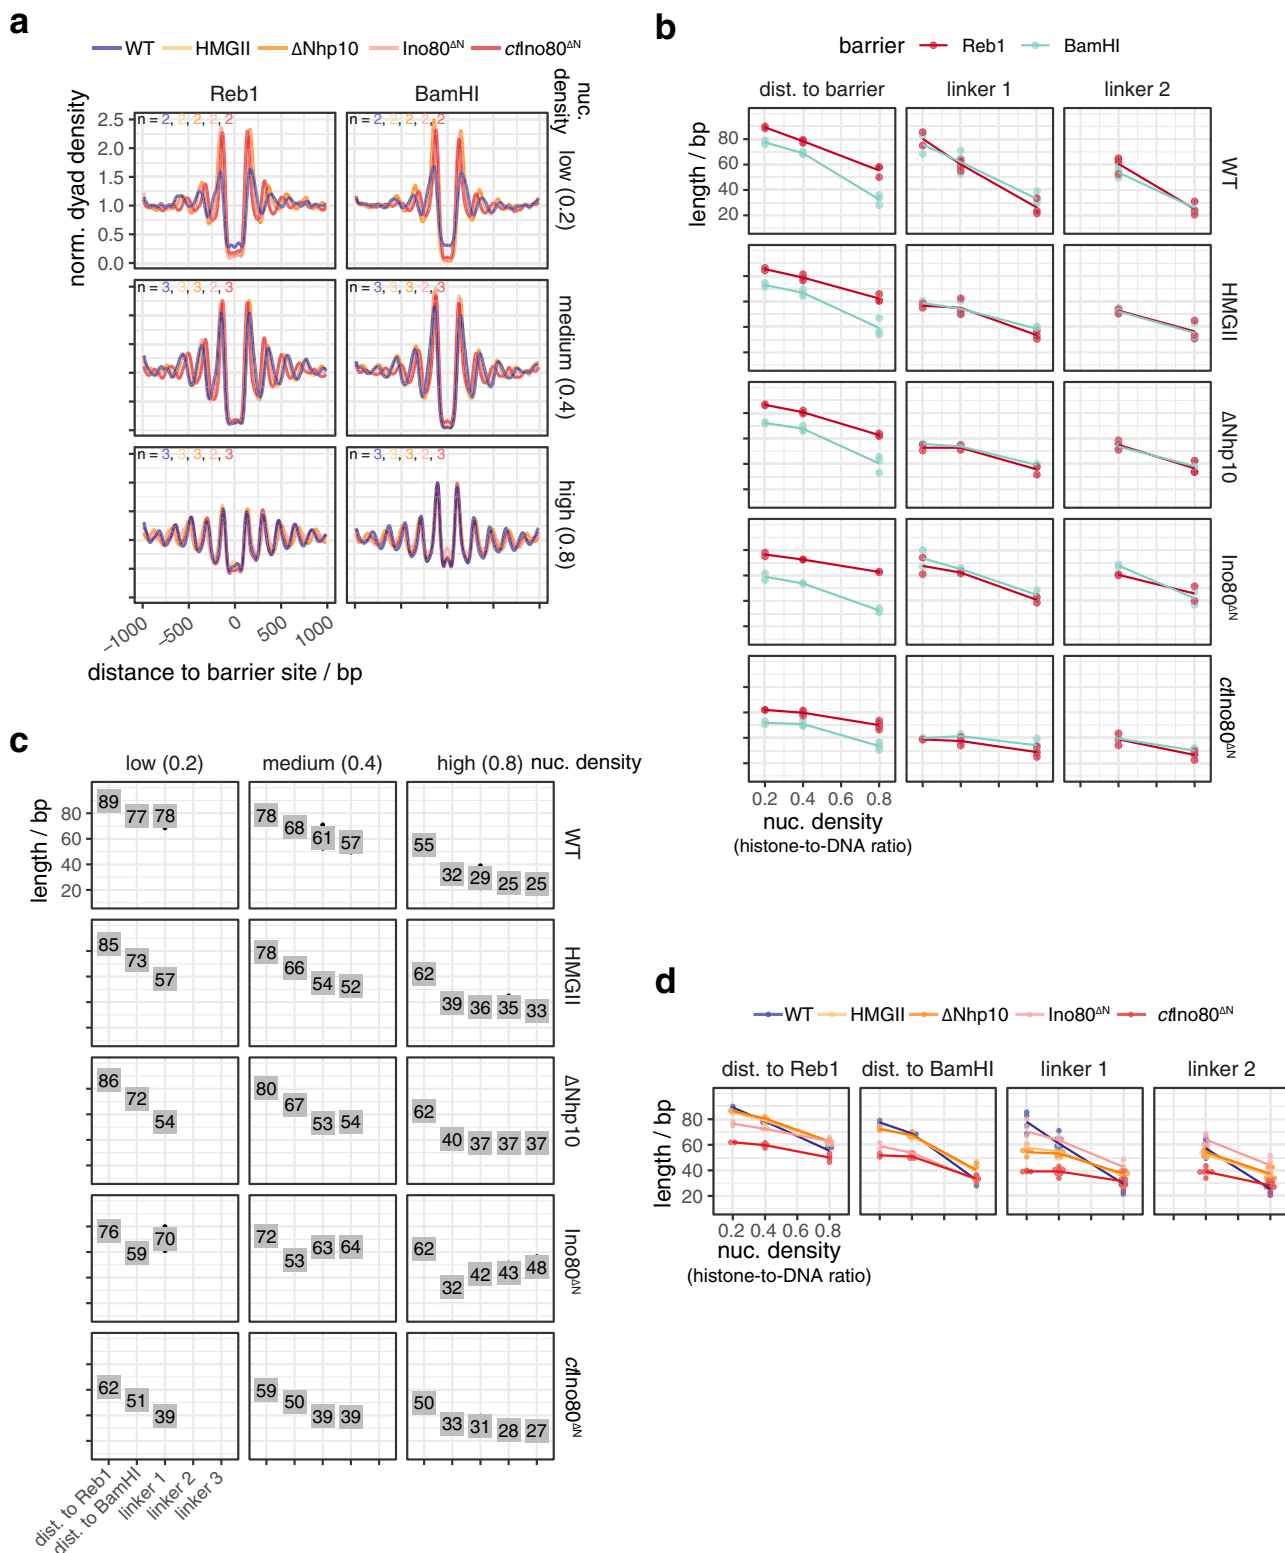 a
WT HMGII ΔNhp10 Ino80ΔN ctIno80ΔN
Reb1 BamHI nuc. density
norm. dyad density
n = 2, 2, 2, 2, 2
n = 2, 2, 2, 2, 2
2.5
2.0
1.5
1.0
0.5
0.0
low (0.2)
n = 3, 3, 3, 2, 3
n = 3, 3, 3, 2, 3
medium (0.4)
n = 3, 3, 3, 2, 3
n = 3, 3, 3, 2, 3
high (0.8)
−1000 −500 0 500 1000
distance to barrier site / bp
b
barrier Reb1 BamHI
dist. to barrier linker 1 linker 2
length / bp
80
60
40
20
WT
HMGII
ΔNhp10
Ino80ΔN
ctIno80ΔN
0.2 0.4 0.6 0.8
nuc. density
(histone-to-DNA ratio)
c
low (0.2) medium (0.4) high (0.8) nuc. density
length / bp
80
60
40
20
89 77 78 78 68 61 57 55 32 29 25 25 WT
85 73 57 78 66 54 52 62 39 36 35 33 HMGII
86 72 54 80 67 53 54 62 40 37 37 37 ΔNhp10
76 59 70 72 53 63 64 62 32 42 43 48 Ino80ΔN
62 51 39 59 50 39 39 50 33 31 28 27 ctIno80ΔN
dist. to Reb1
dist. to BamHI
linker 1
linker 2
linker 3
d
WT HMGII ΔNhp10 Ino80ΔN ctIno80ΔN
dist. to Reb1 dist. to BamHI linker 1 linker 2
length / bp
80
60
40
20
0.2 0.4 0.6 0.8
nuc. density
(histone-to-DNA ratio)